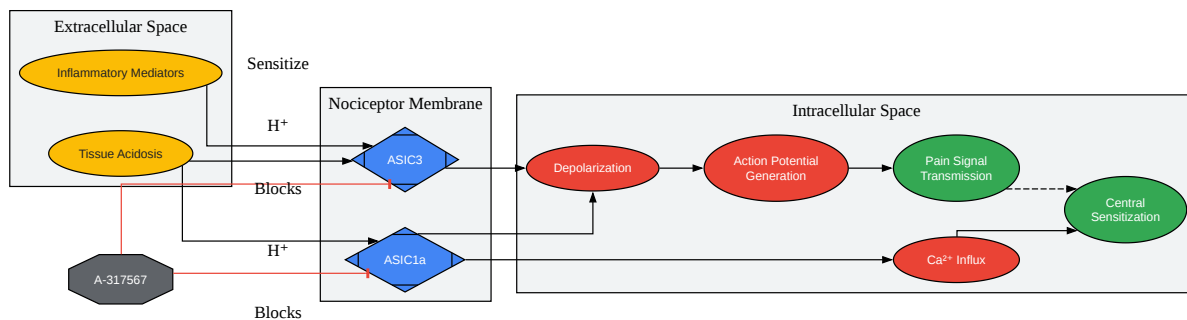 Extracellular Space
Inflammatory Mediators
Tissue Acidosis
Sensitize
H⁺
Blocks
H⁺
Blocks
A-317567
Nociceptor Membrane
ASIC3
ASIC1a
Intracellular Space
Depolarization
Action Potential
Generation
Pain Signal
Transmission
Central
Sensitization
Ca²⁺ Influx